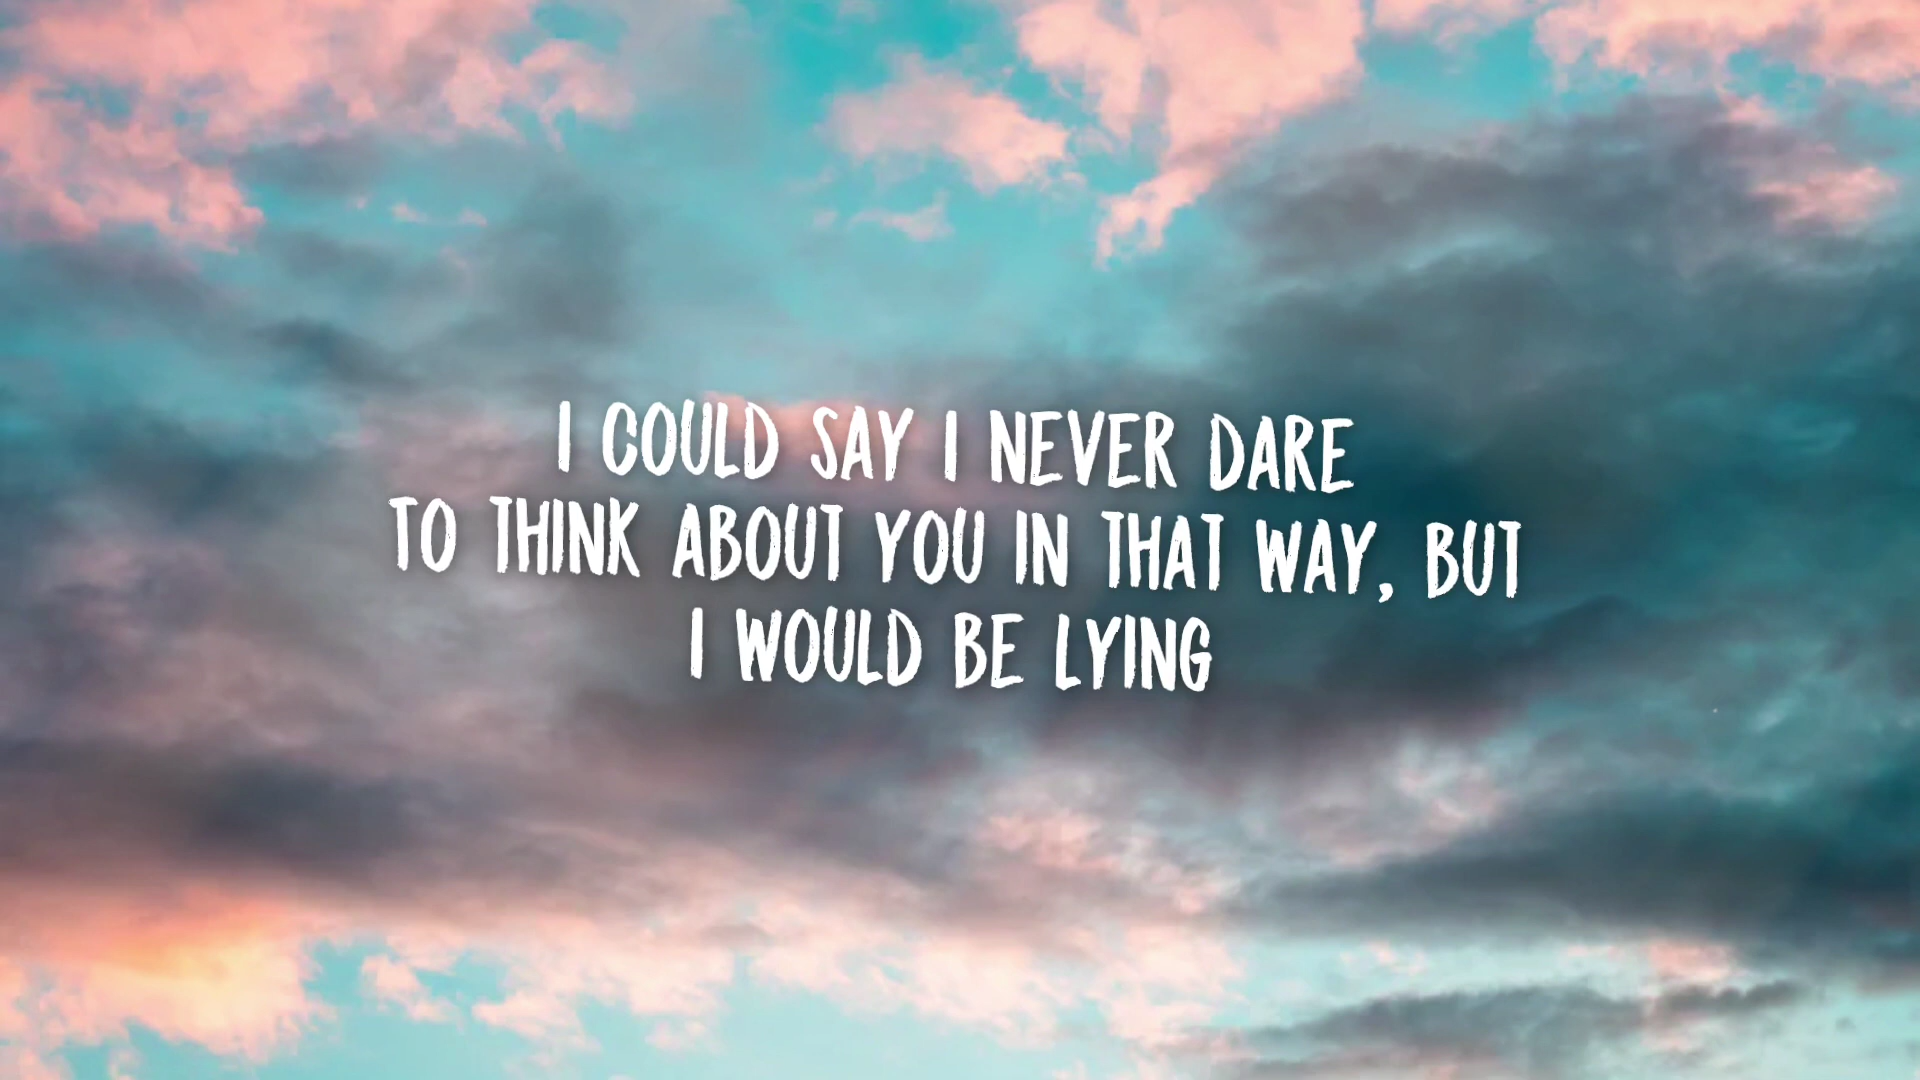 I COULD SAY I NEVER DARE
TO THINK ABOUT YOU IN THAT WAY, BUT
I WOULD BE LYING